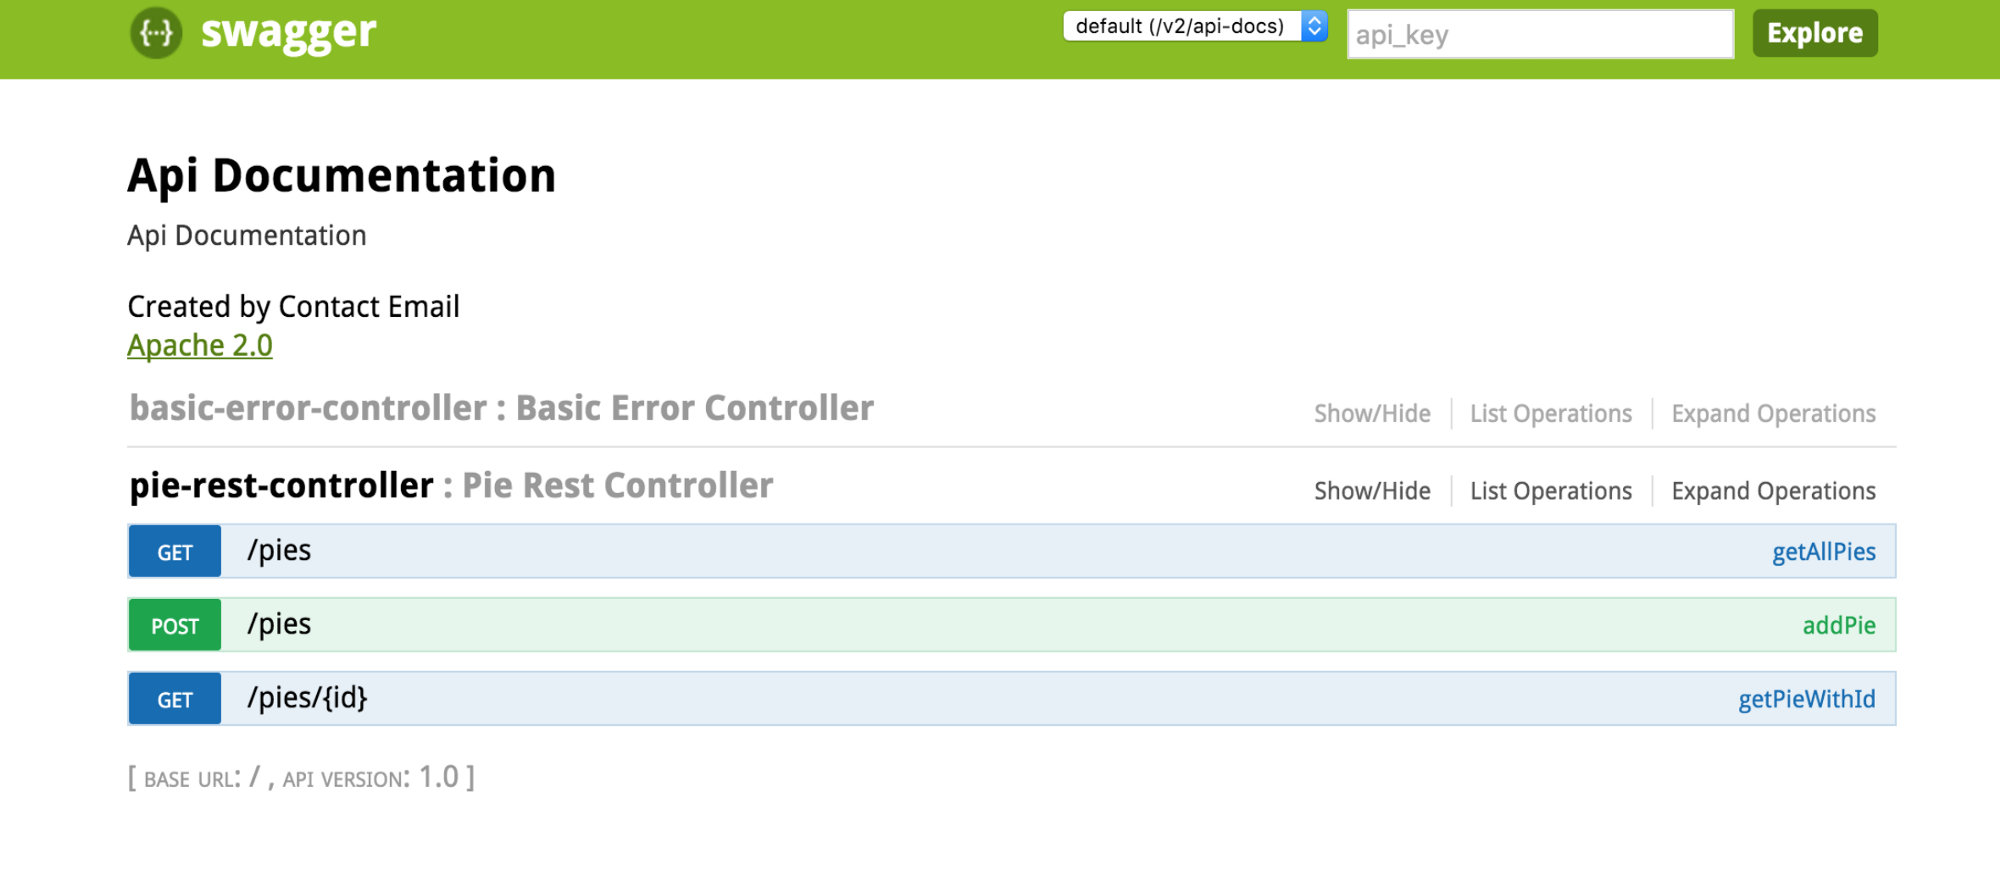 {···} swagger default (/v2/api-docs) api_key Explore
Api Documentation
Api Documentation
Created by Contact Email
Apache 2.0
basic-error-controller : Basic Error Controller Show/Hide List Operations Expand Operations
pie-rest-controller : Pie Rest Controller Show/Hide List Operations Expand Operations
GET /pies getAllPies
POST /pies addPie
GET /pies/{id} getPieWithId
[ BASE URL: / , API VERSION: 1.0 ]